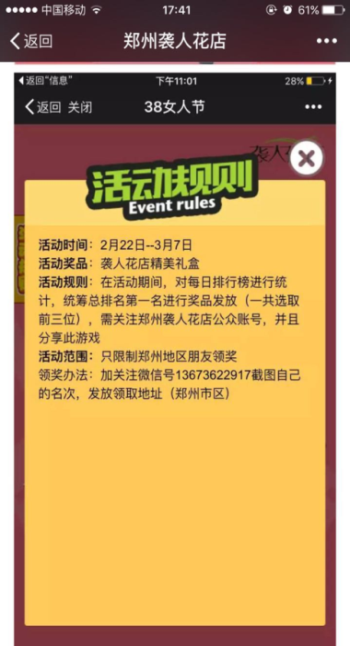 中国移动 17:41 61%
返回 郑州袭人花店
返回"信息" 下午11:01 28%
返回 关闭 38女人节
袭人
活动规则
Event rules
活动时间：2月22日--3月7日
活动奖品：袭人花店精美礼盒
活动规则：在活动期间，对每日排行榜进行统
计，统筹总排名第一名进行奖品发放（一共选取
前三位），需关注郑州袭人花店公众账号，并且
分享此游戏
活动范围：只限制郑州地区朋友领奖
领奖办法：加关注微信号13673622917截图自己
的名次，发放领取地址（郑州市区）